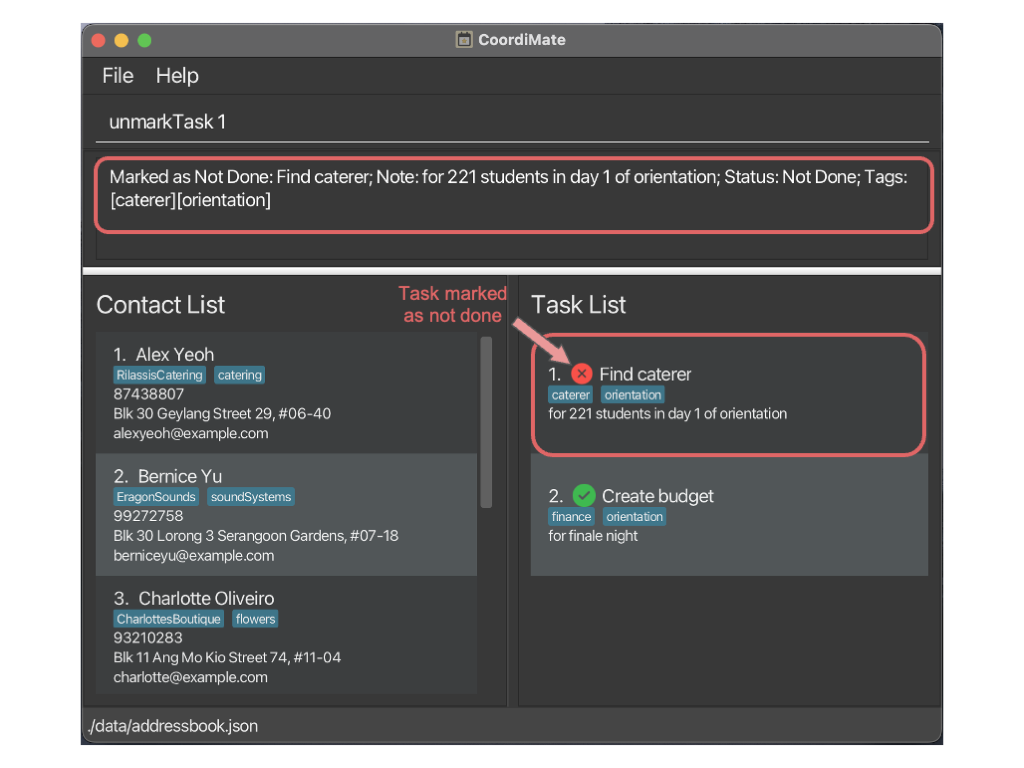 CoordiMate
File Help
unmarkTask 1
Marked as Not Done: Find caterer; Note: for 221 students in day 1 of orientation; Status: Not Done; Tags:
[caterer][orientation]
Contact List
Task marked
as not done
Task List
1. Alex Yeoh
RilassisCatering catering
87438807
Blk 30 Geylang Street 29, #06-40
alexyeoh@example.com
2. Bernice Yu
EragonSounds soundSystems
99272758
Blk 30 Lorong 3 Serangoon Gardens, #07-18
berniceyu@example.com
3. Charlotte Oliveiro
CharlottesBoutique flowers
93210283
Blk 11 Ang Mo Kio Street 74, #11-04
charlotte@example.com
1. Find caterer
caterer orientation
for 221 students in day 1 of orientation
2. Create budget
finance orientation
for finale night
./data/addressbook.json